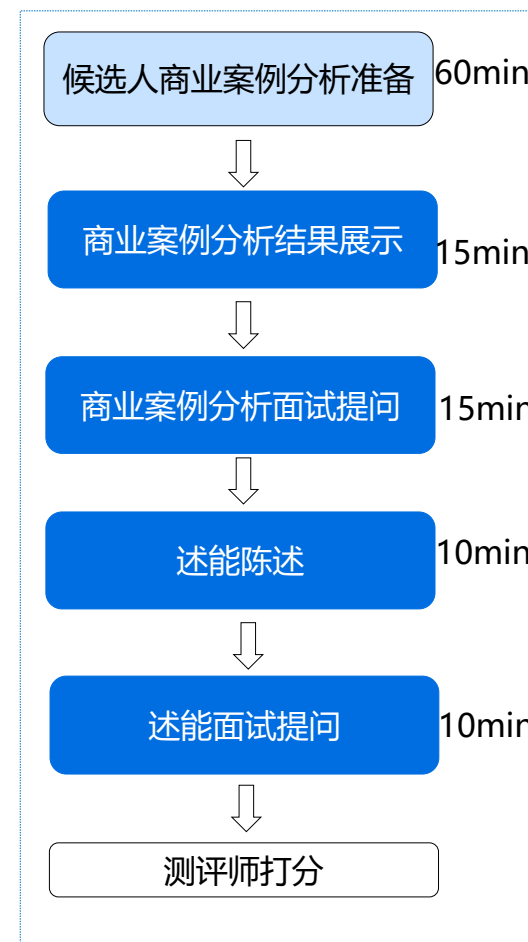 候选人商业案例分析准备 60min
商业案例分析结果展示 15min
商业案例分析面试提问 15min
述能陈述 10min
述能面试提问 10min
测评师打分